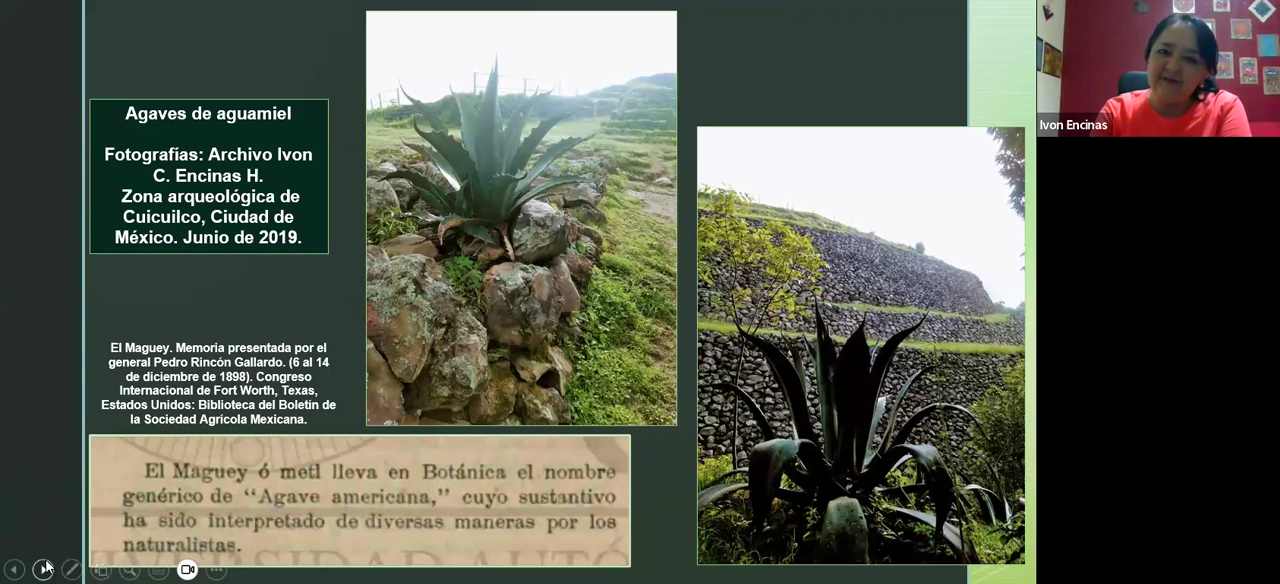 Agaves de aguamiel
Fotografías: Archivo Ivon
C. Encinas H.
Zona arqueológica de
Cuicuilco, Ciudad de
México. Junio de 2019.
El Maguey. Memoria presentada por el
general Pedro Rincón Gallardo. (6 al 14
de diciembre de 1898). Congreso
Internacional de Fort Worth, Texas,
Estados Unidos: Biblioteca del Boletin de
la Sociedad Agrícola Mexicana.
El Maguey ó metl lleva en Botánica el nombre
genérico de “Agave americana,” cuyo sustantivo
ha sido interpretado de diversas maneras por los
naturalistas.
Ivon Encinas